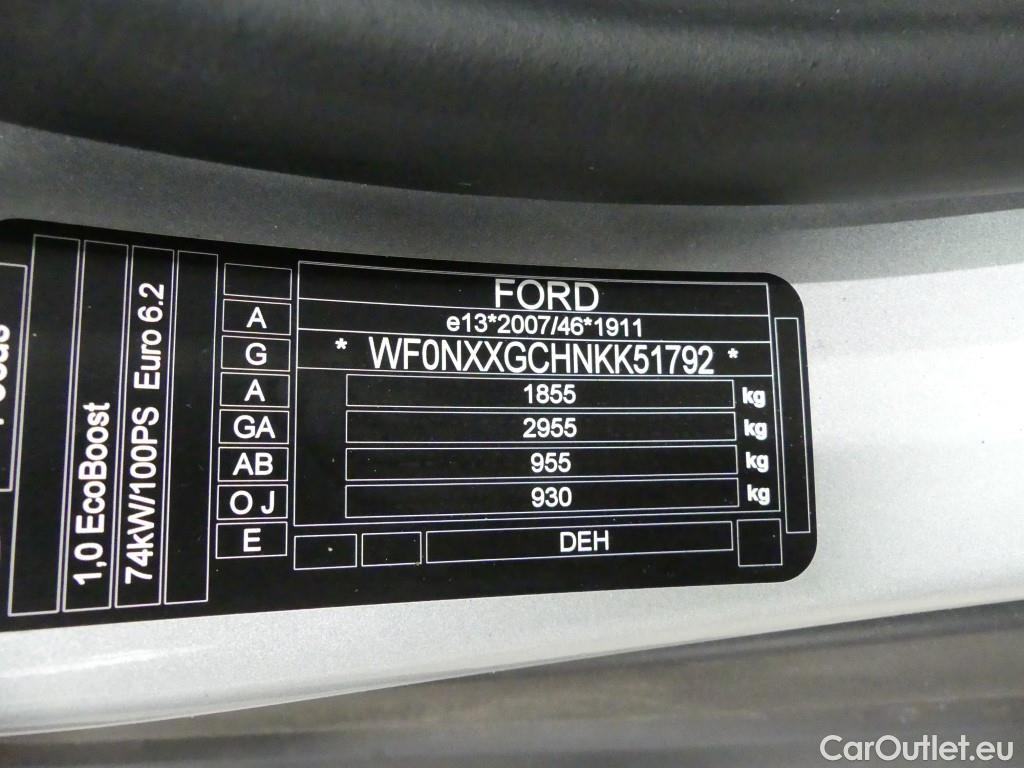 1,0 EcoBoost
74kW/100PS Euro 6.2
A
G
A
GA
AB
O J
E
FORD
e13*2007/46*1911
* WF0NXXGCHNKK51792 *
1855 kg
2955 kg
955 kg
930 kg
DEH
CarOutlet.eu